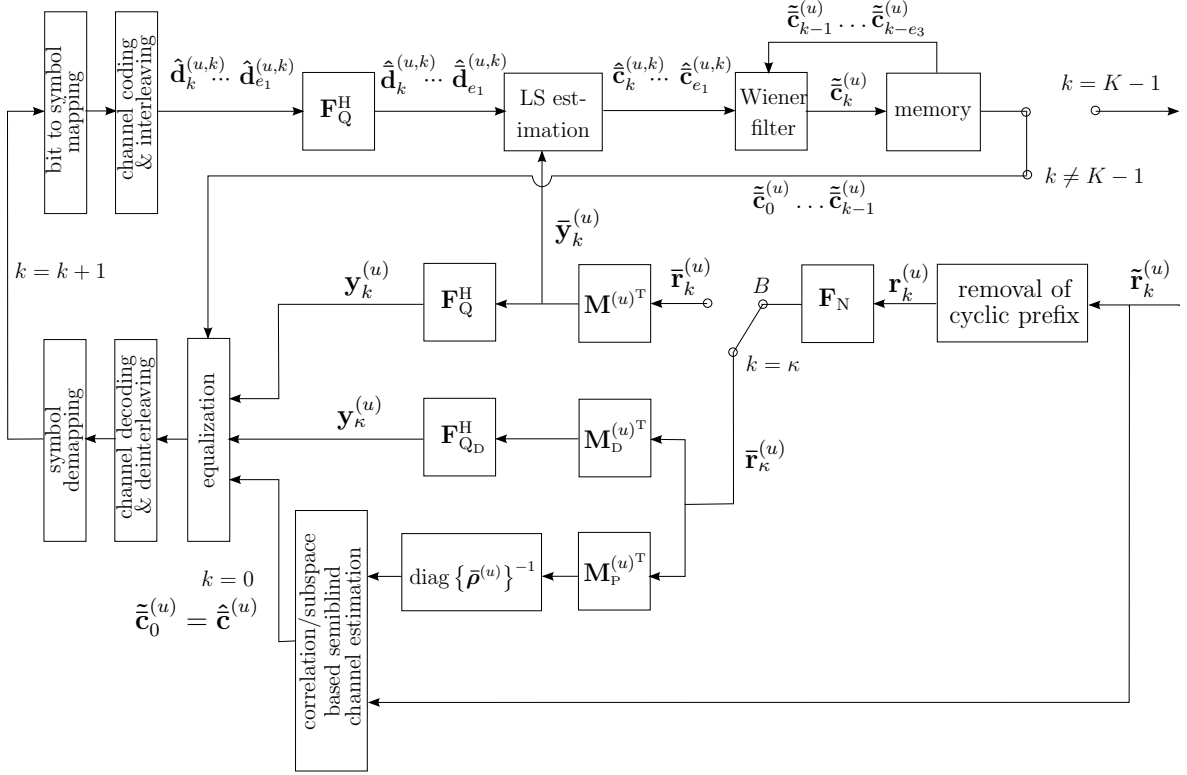 c̄̃_{k-1}^{(u)} … c̄̃_{k-e_3}^{(u)}
bit to symbol
mapping
channel coding
& interleaving
d̂_k^{(u,k)} ... d̂_{e_1}^{(u,k)}
F_Q^H
d̄̂_k^{(u,k)} ... d̄̂_{e_1}^{(u,k)}
LS est-
imation
c̄̂_k^{(u,k)} ... c̄̂_{e_1}^{(u,k)}
Wiener
filter
c̄̃_k^{(u)}
memory
k = K − 1
k ≠ K − 1
c̄̃_0^{(u)} … c̄̃_{k-1}^{(u)}
ȳ_k^{(u)}
k = k + 1
y_k^{(u)}
F_Q^H
M^{(u)T}
r̄_k^{(u)}
B
F_N
r_k^{(u)}
removal of
cyclic prefix
r̃_k^{(u)}
k = κ
symbol
demapping
channel decoding
& deinterleaving
equalization
y_κ^{(u)}
F_{Q_D}^H
M_D^{(u)T}
r̄_κ^{(u)}
k = 0
c̄̃_0^{(u)} = c̄̂^{(u)}
correlation/subspace
based semiblind
channel estimation
diag{ρ̄^{(u)}}^{−1}
M_P^{(u)T}